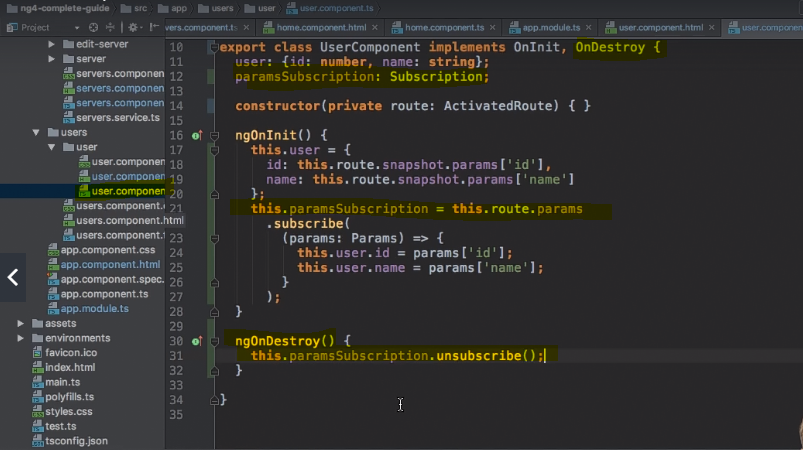 ng4-complete-guide src app users user user.component.ts
Project
vers.component.ts home.component.html home.component.ts app.module.ts user.component.html user.component
edit-server
server
servers.component
servers.component
servers.component
servers.service.ts
users
user
user.componen
user.componen
user.componen
users.component.
users.component.html
users.component.t
app.component.css
app.component.html
app.component.spec.
app.component.ts
app.module.ts
assets
environments
favicon.ico
index.html
main.ts
polyfills.ts
styles.css
test.ts
tsconfig.json
10 export class UserComponent implements OnInit, OnDestroy {
11 user: {id: number, name: string};
12 paramsSubscription: Subscription;
13
14 constructor(private route: ActivatedRoute) { }
15
16 ngOnInit() {
17 this.user = {
18 id: this.route.snapshot.params['id'],
19 name: this.route.snapshot.params['name']
20 };
21 this.paramsSubscription = this.route.params
.subscribe(
23 (params: Params) => {
24 this.user.id = params['id'];
25 this.user.name = params['name'];
26 }
27 );
28 }
29
30 ngOnDestroy() {
31 this.paramsSubscription.unsubscribe();
32 }
33
34 }
35